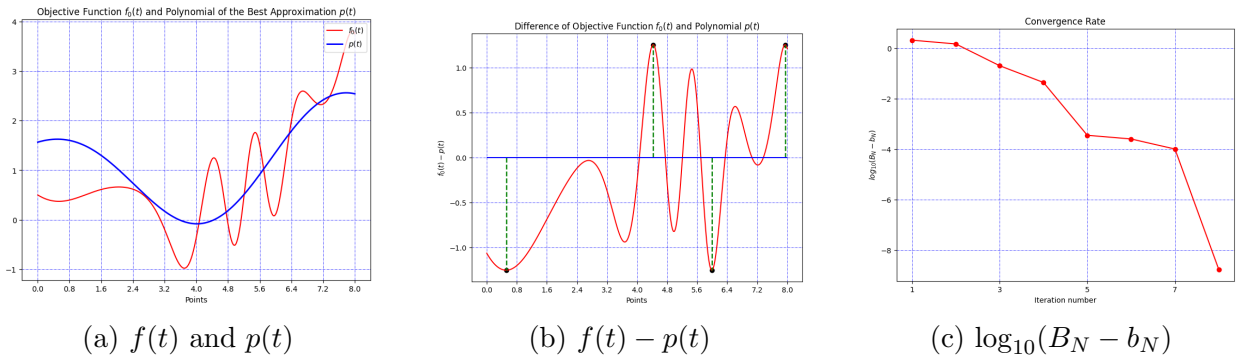 Objective Function f₀(t) and Polynomial of the Best Approximation p(t)
f₀(t)
p(t)
4
3
2
1
0
−1
0.0 0.8 1.6 2.4 3.2 4.0 4.8 5.6 6.4 7.2 8.0
Points
(a) f(t) and p(t)
Difference of Objective Function f₀(t) and Polynomial p(t)
f₀(t) − p(t)
1.0
0.5
0.0
−0.5
−1.0
0.0 0.8 1.6 2.4 3.2 4.0 4.8 5.6 6.4 7.2 8.0
Points
(b) f(t) − p(t)
Convergence Rate
log₁₀(B_N − b_N)
0
−2
−4
−6
−8
1 3 5 7
Iteration number
(c) log₁₀(B_N − b_N)